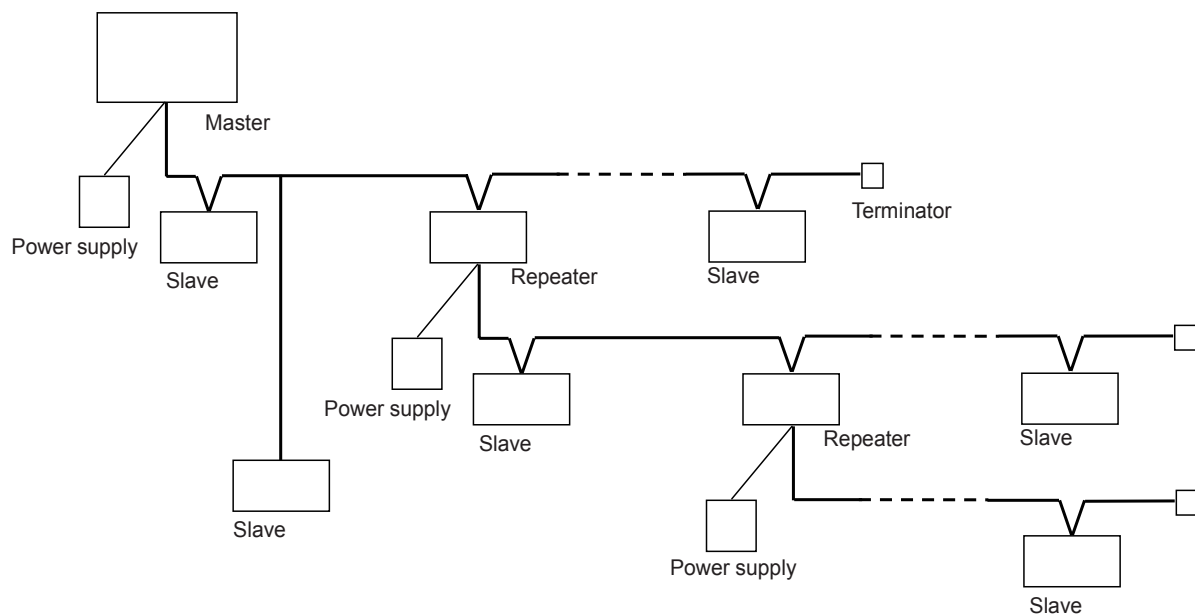 Master
Terminator
Power supply
Slave
Repeater
Slave
Power supply
Slave
Repeater
Slave
Slave
Power supply
Slave